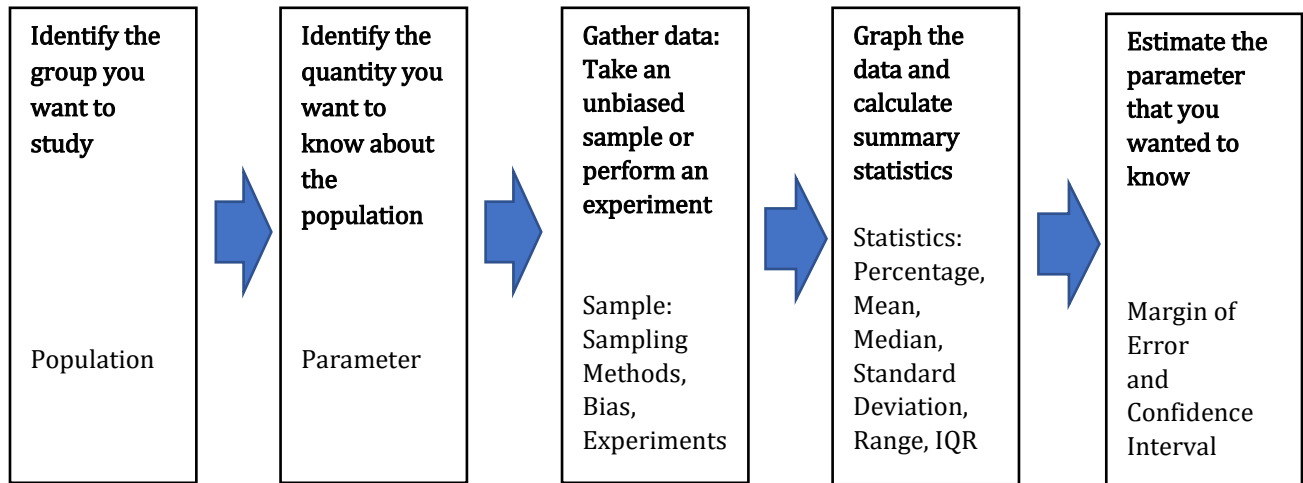 Identify the
group you
want to
study
Population
Identify the
quantity you
want to
know about
the
population
Parameter
Gather data:
Take an
unbiased
sample or
perform an
experiment
Sample:
Sampling
Methods,
Bias,
Experiments
Graph the
data and
calculate
summary
statistics
Statistics:
Percentage,
Mean,
Median,
Standard
Deviation,
Range, IQR
Estimate the
parameter
that you
wanted to
know
Margin of
Error
and
Confidence
Interval